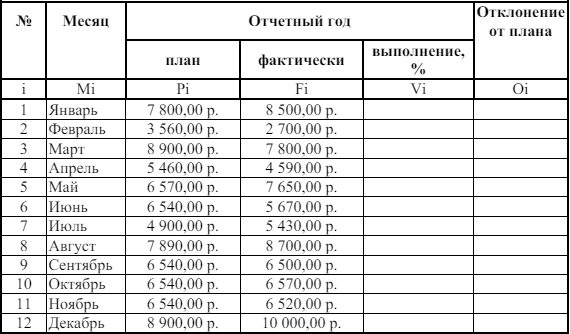 № Месяц Отчетный год Отклонение от плана
план фактически выполнение, %
i Mi Pi Fi Vi Oi
1 Январь 7 800,00 р. 8 500,00 р.
2 Февраль 3 560,00 р. 2 700,00 р.
3 Март 8 900,00 р. 7 800,00 р.
4 Апрель 5 460,00 р. 4 590,00 р.
5 Май 6 570,00 р. 7 650,00 р.
6 Июнь 6 540,00 р. 5 670,00 р.
7 Июль 4 900,00 р. 5 430,00 р.
8 Август 7 890,00 р. 8 700,00 р.
9 Сентябрь 6 540,00 р. 6 500,00 р.
10 Октябрь 6 540,00 р. 6 570,00 р.
11 Ноябрь 6 540,00 р. 6 520,00 р.
12 Декабрь 8 900,00 р. 10 000,00 р.